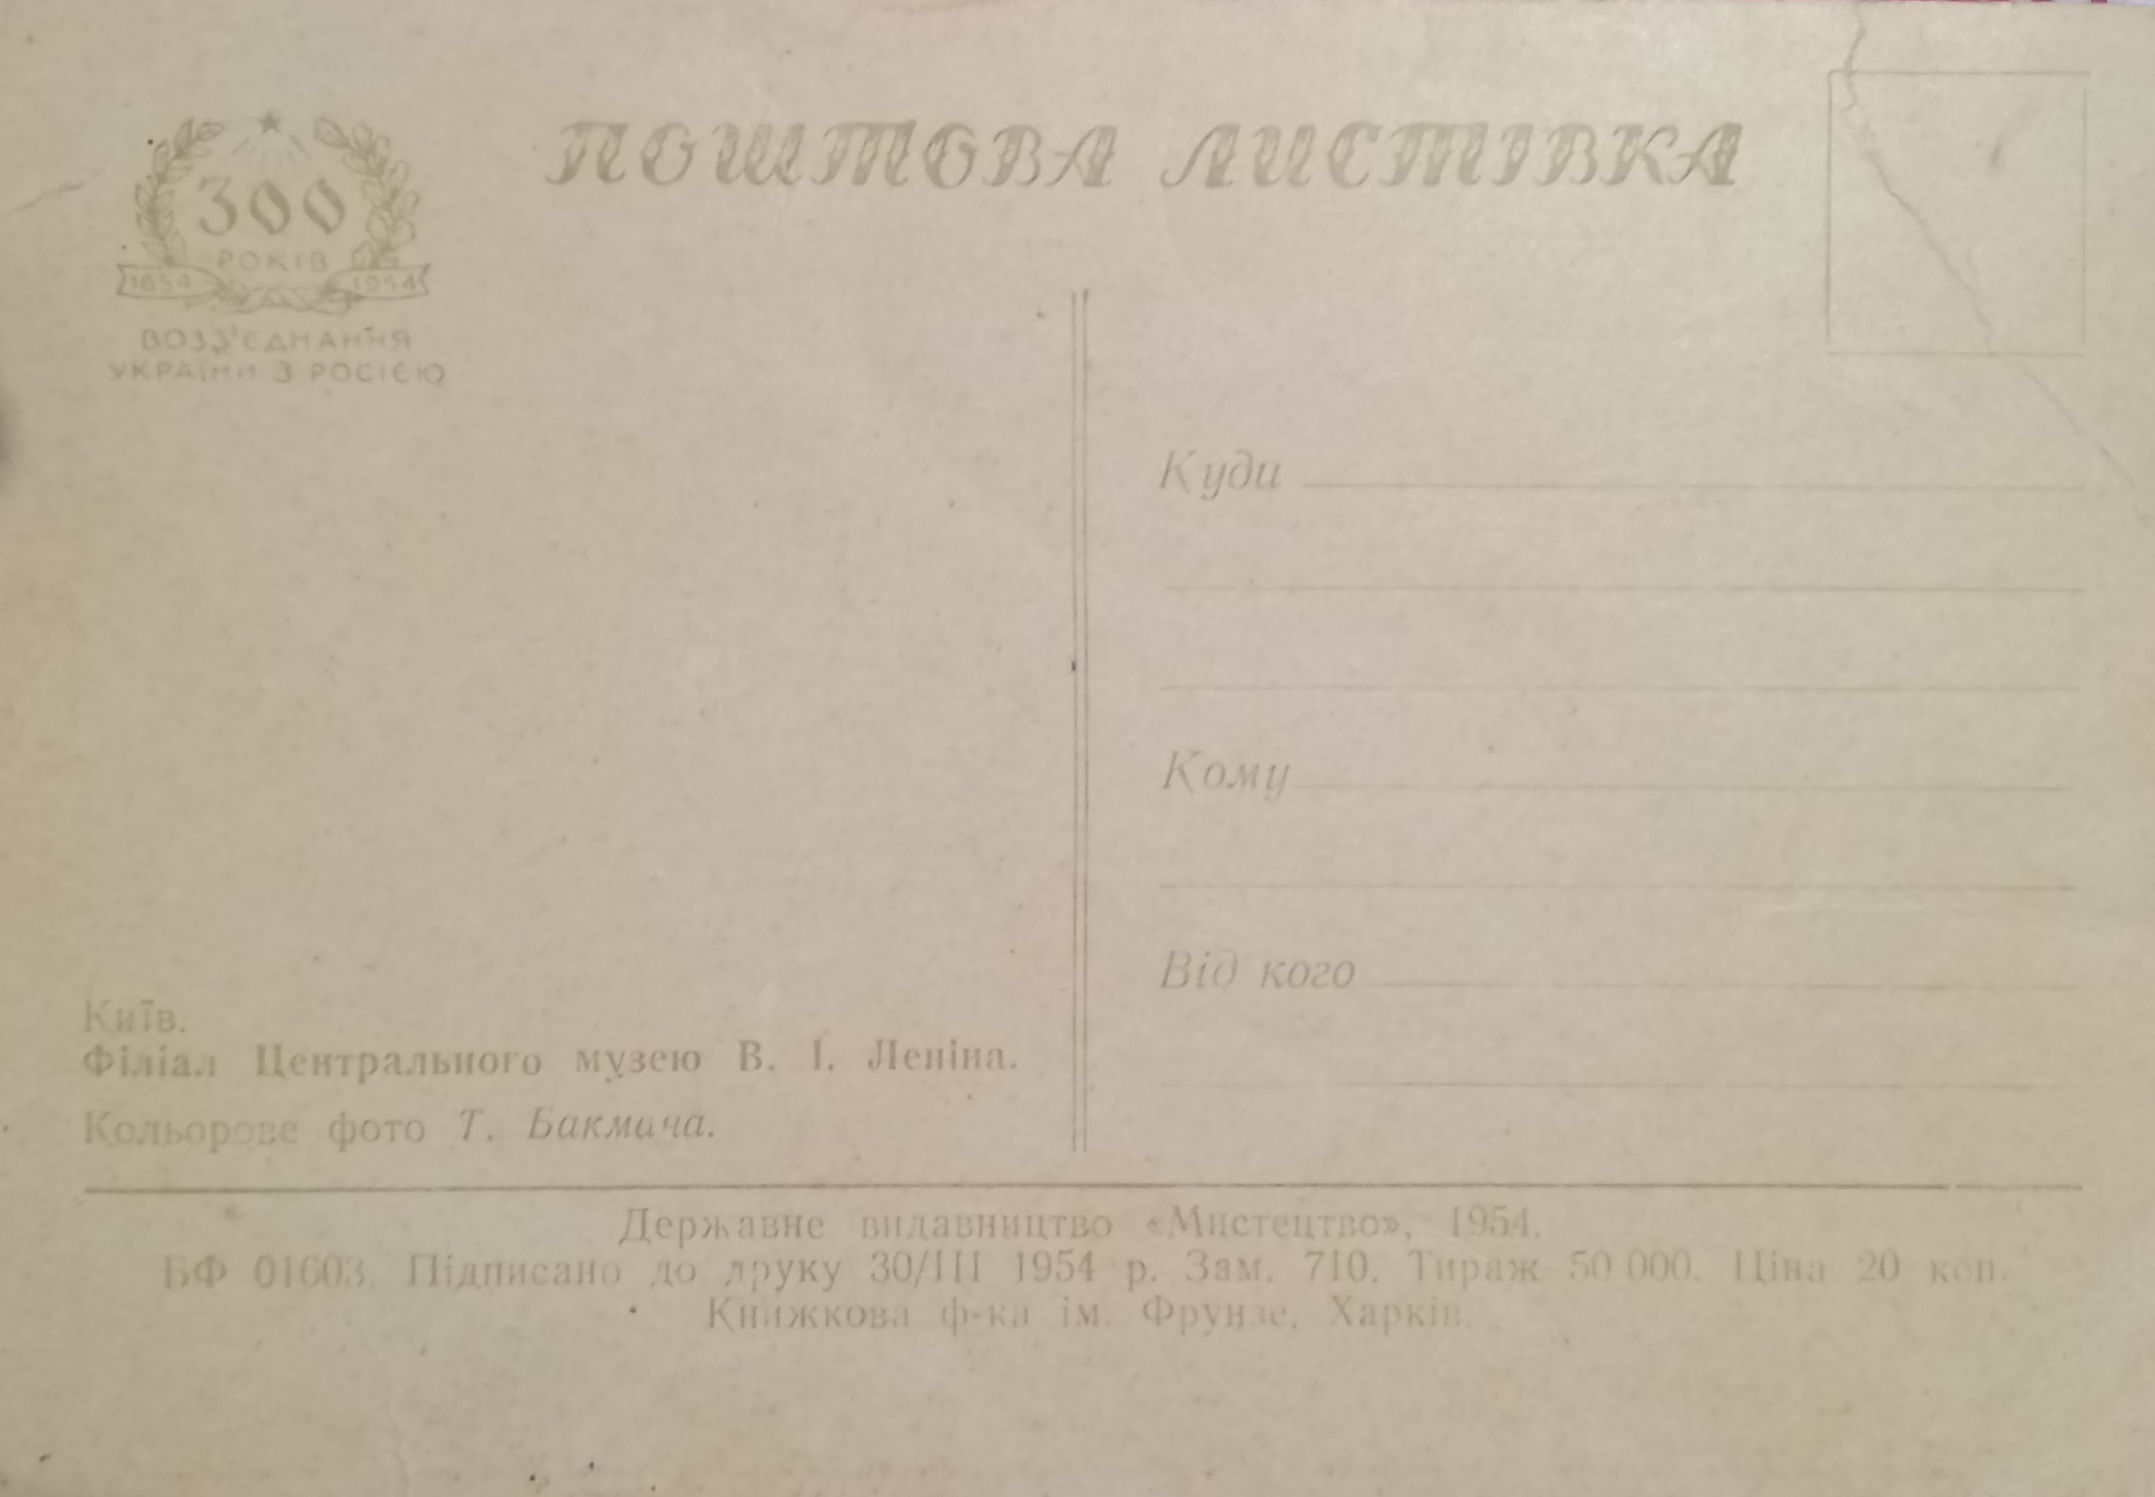 ПОШТОВА ЛИСТІВКА
300
РОКІВ
1654 1954
ВОЗЗ'ЄДНАННЯ
УКРАЇНИ З РОСІЄЮ
Куди
Кому
Від кого
Київ.
Філіал Центрального музею В. І. Леніна.
Кольорове фото Т. Бакмача.
Державне видавництво «Мистецтво», 1954.
БФ 01603. Підписано до друку 30/III 1954 р. Зам. 710. Тираж 50 000. Ціна 20 коп.
Книжкова ф-ка ім. Фрунзе, Харків.